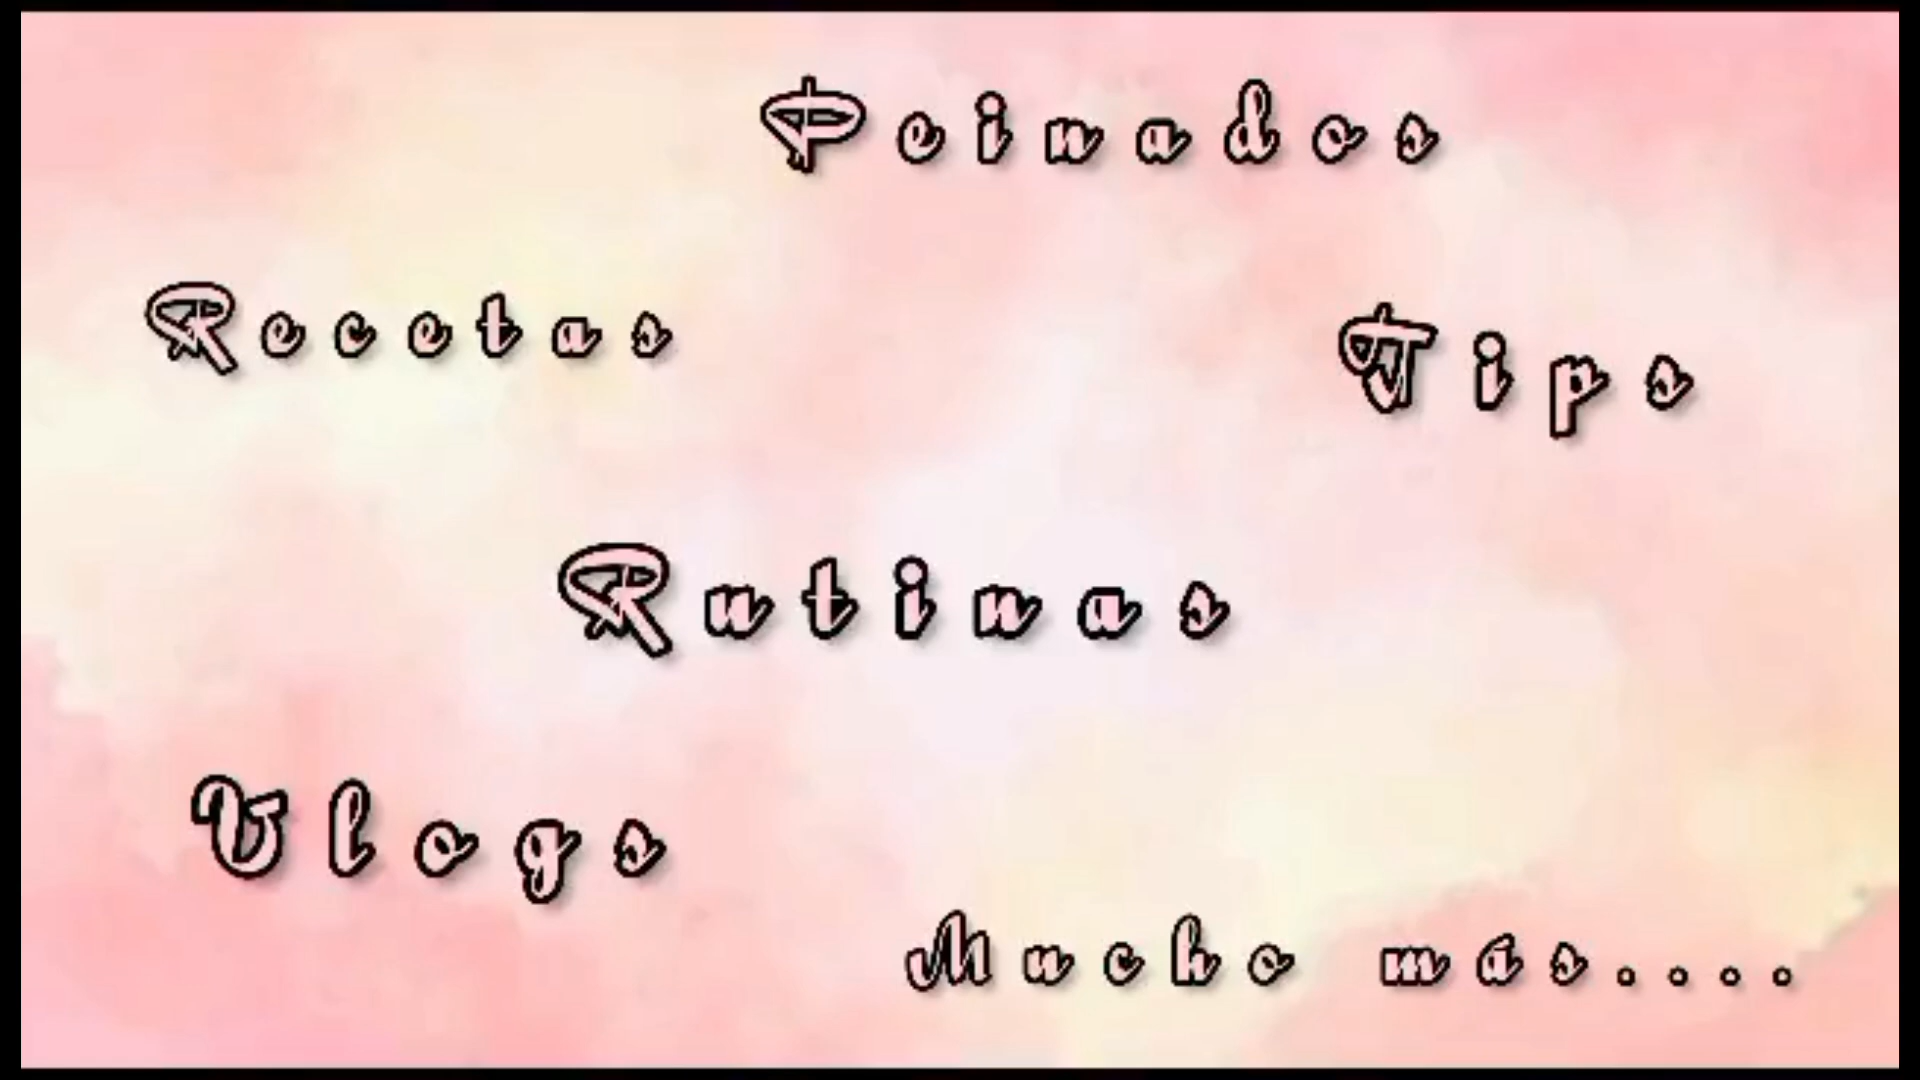 Peinados
Recetas
Tips
Rutinas
Vlogs
Mucho más....